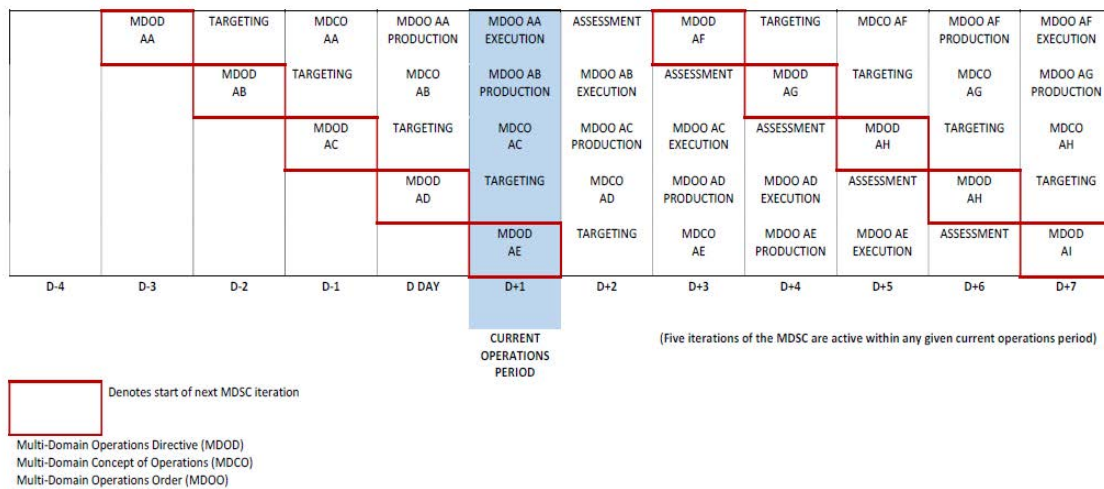 MDOD TARGETING MDCO MDOO AA MDOO AA ASSESSMENT MDOD TARGETING MDCO AF MDOO AF MDOO AF
AA AA PRODUCTION EXECUTION AF PRODUCTION EXECUTION
MDOD TARGETING MDCO MDOO AB MDOO AB ASSESSMENT MDOD TARGETING MDCO MDOO AG
AB AB PRODUCTION EXECUTION AG AG PRODUCTION
MDOD TARGETING MDCO MDOO AC MDOO AC ASSESSMENT MDOD TARGETING MDCO
AC AC PRODUCTION EXECUTION AH AH
MDOD TARGETING MDCO MDOO AD MDOO AD ASSESSMENT MDOD TARGETING
AD AD PRODUCTION EXECUTION AH
MDOD TARGETING MDCO MDOO AE MDOO AE ASSESSMENT MDOD
AE AE PRODUCTION EXECUTION AI
D-4 D-3 D-2 D-1 D DAY D+1 D+2 D+3 D+4 D+5 D+6 D+7
CURRENT
OPERATIONS
PERIOD
(Five iterations of the MDSC are active within any given current operations period)
Denotes start of next MDSC iteration
Multi-Domain Operations Directive (MDOD)
Multi-Domain Concept of Operations (MDCO)
Multi-Domain Operations Order (MDOO)